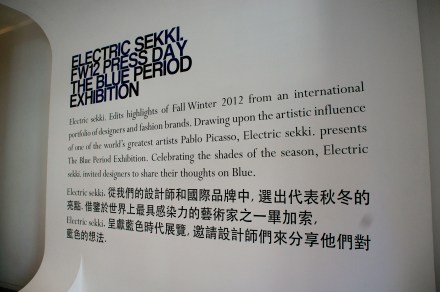 ELECTRIC SEKKI.
FW12 PRESS DAY
THE BLUE PERIOD
EXHIBITION
Electric sekki. Edits highlights of Fall Winter 2012 from an international
portfolio of designers and fashion brands. Drawing upon the artistic influence
of one of the world's greatest artists Pablo Picasso, Electric sekki. presents
The Blue Period Exhibition. Celebrating the shades of the season, Electric
sekki. invited designers to share their thoughts on Blue.
Electric sekki. 從我們的設計師和國際品牌中, 選出代表秋冬的
亮點. 借鑒於世界上最具感染力的藝術家之一畢加索,
Electric sekki. 呈獻藍色時代展覽, 邀請設計師們來分享他們對
藍色的想法.